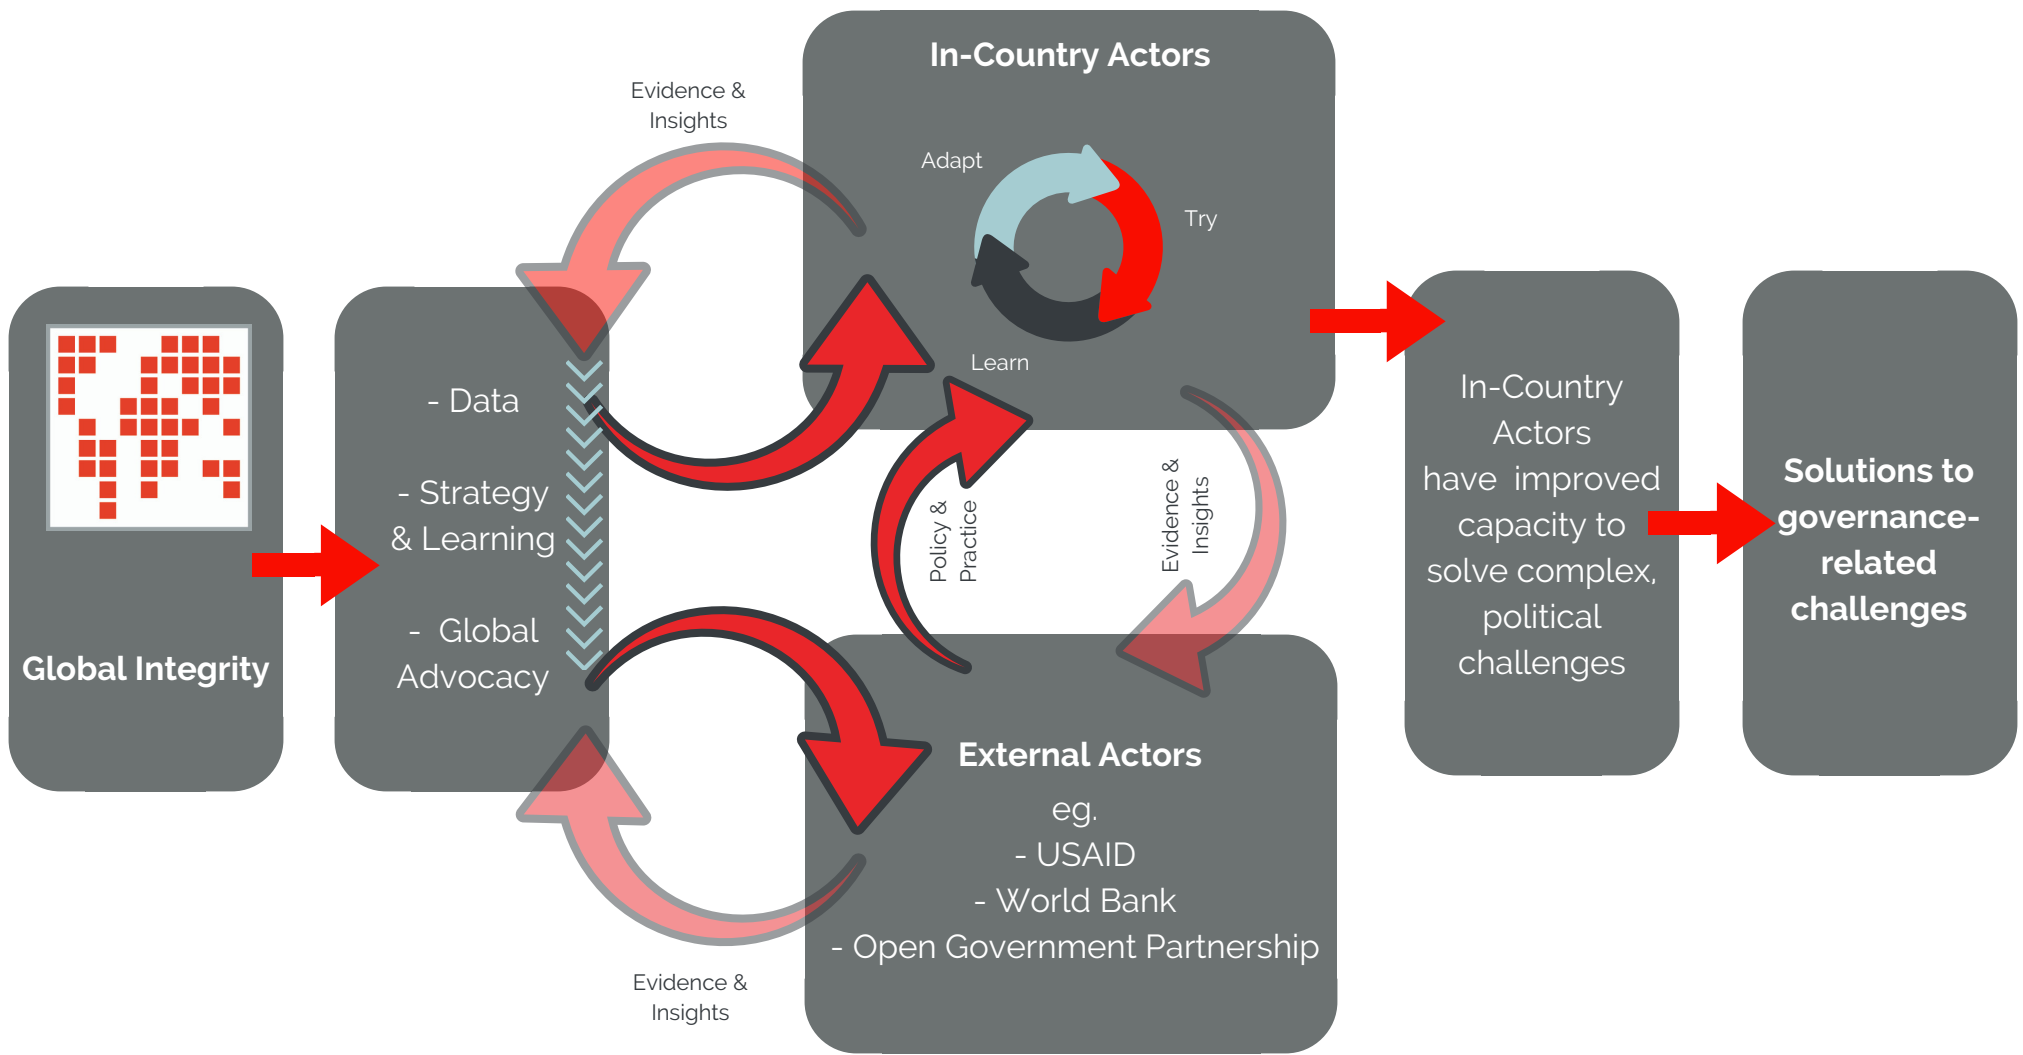 Global Integrity
- Data
- Strategy
& Learning
- Global
Advocacy
Evidence &
Insights
In-Country Actors
Adapt
Try
Learn
Policy &
Practice
Evidence &
Insights
External Actors
eg.
- USAID
- World Bank
- Open Government Partnership
Evidence &
Insights
In-Country
Actors
have improved
capacity to
solve complex,
political
challenges
Solutions to
governance-
related
challenges